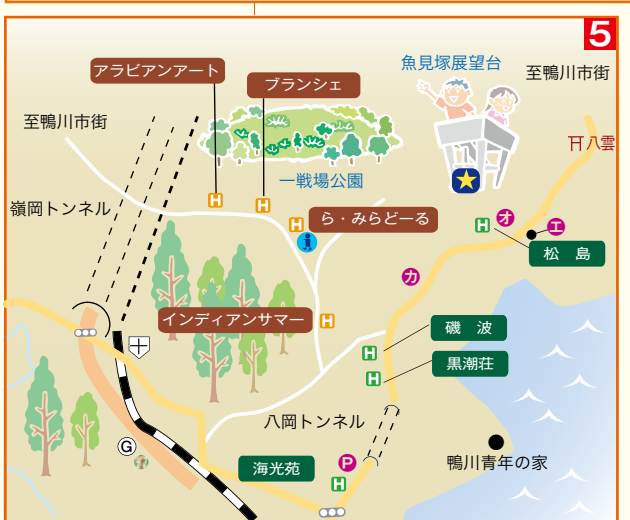 5
アラビアンアート
ブランシェ
魚見塚展望台
至鴨川市街
至鴨川市街
八雲
一戦場公園
嶺岡トンネル
H
H
H
ら・みらどーる
i
H
オ
エ
松 島
カ
インディアンサマー
H
磯 波
H
黒潮荘
H
八岡トンネル
G
P
鴨川青年の家
海光苑
H